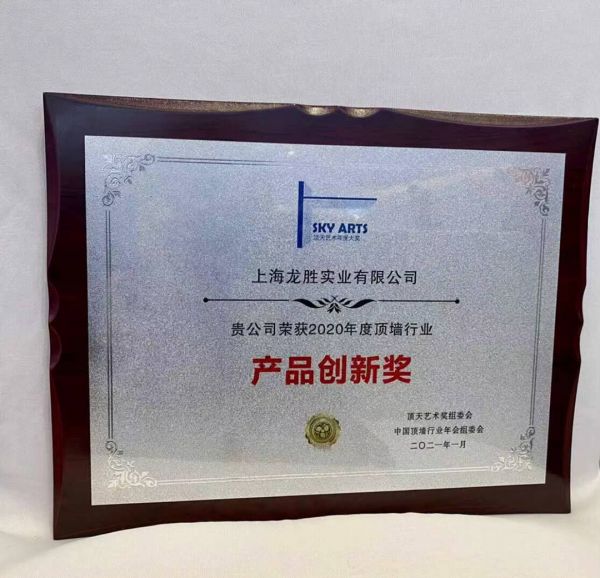 SKY ARTS
顶天艺术年度大奖
上海龙胜实业有限公司
贵公司荣获2020年度顶墙行业
产品创新奖
顶天艺术奖组委会
中国顶墙行业年会组委会
二〇二一年一月